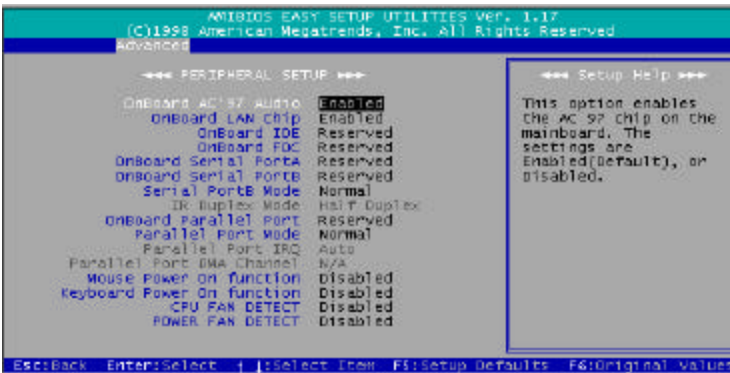 AMIBIOS EASY SETUP UTILITIES Ver. 1.17
(C)1998 American Megatrends, Inc. All Rights Reserved
Advanced
◄◄◄ PERIPHERAL SETUP ►►►
OnBoard AC'97 Audio Enabled
OnBoard LAN Chip Enabled
OnBoard IDE Reserved
OnBoard FDC Reserved
OnBoard Serial PortA Reserved
OnBoard Serial PortB Reserved
Serial PortB Mode Normal
IR Duplex Mode Half Duplex
OnBoard Parallel Port Reserved
Parallel Port Mode Normal
Parallel Port IRQ Auto
Parallel Port DMA Channel N/A
Mouse Power On function Disabled
Keyboard Power On function Disabled
CPU FAN DETECT Disabled
POWER FAN DETECT Disabled
◄◄◄ Setup Help ►►►
This option enables
the AC 97 chip on the
mainboard. The
settings are
Enabled(Default), or
Disabled.
Esc:Back Enter:Select ↑↓:Select Item F5:Setup Defaults F6:Original Values